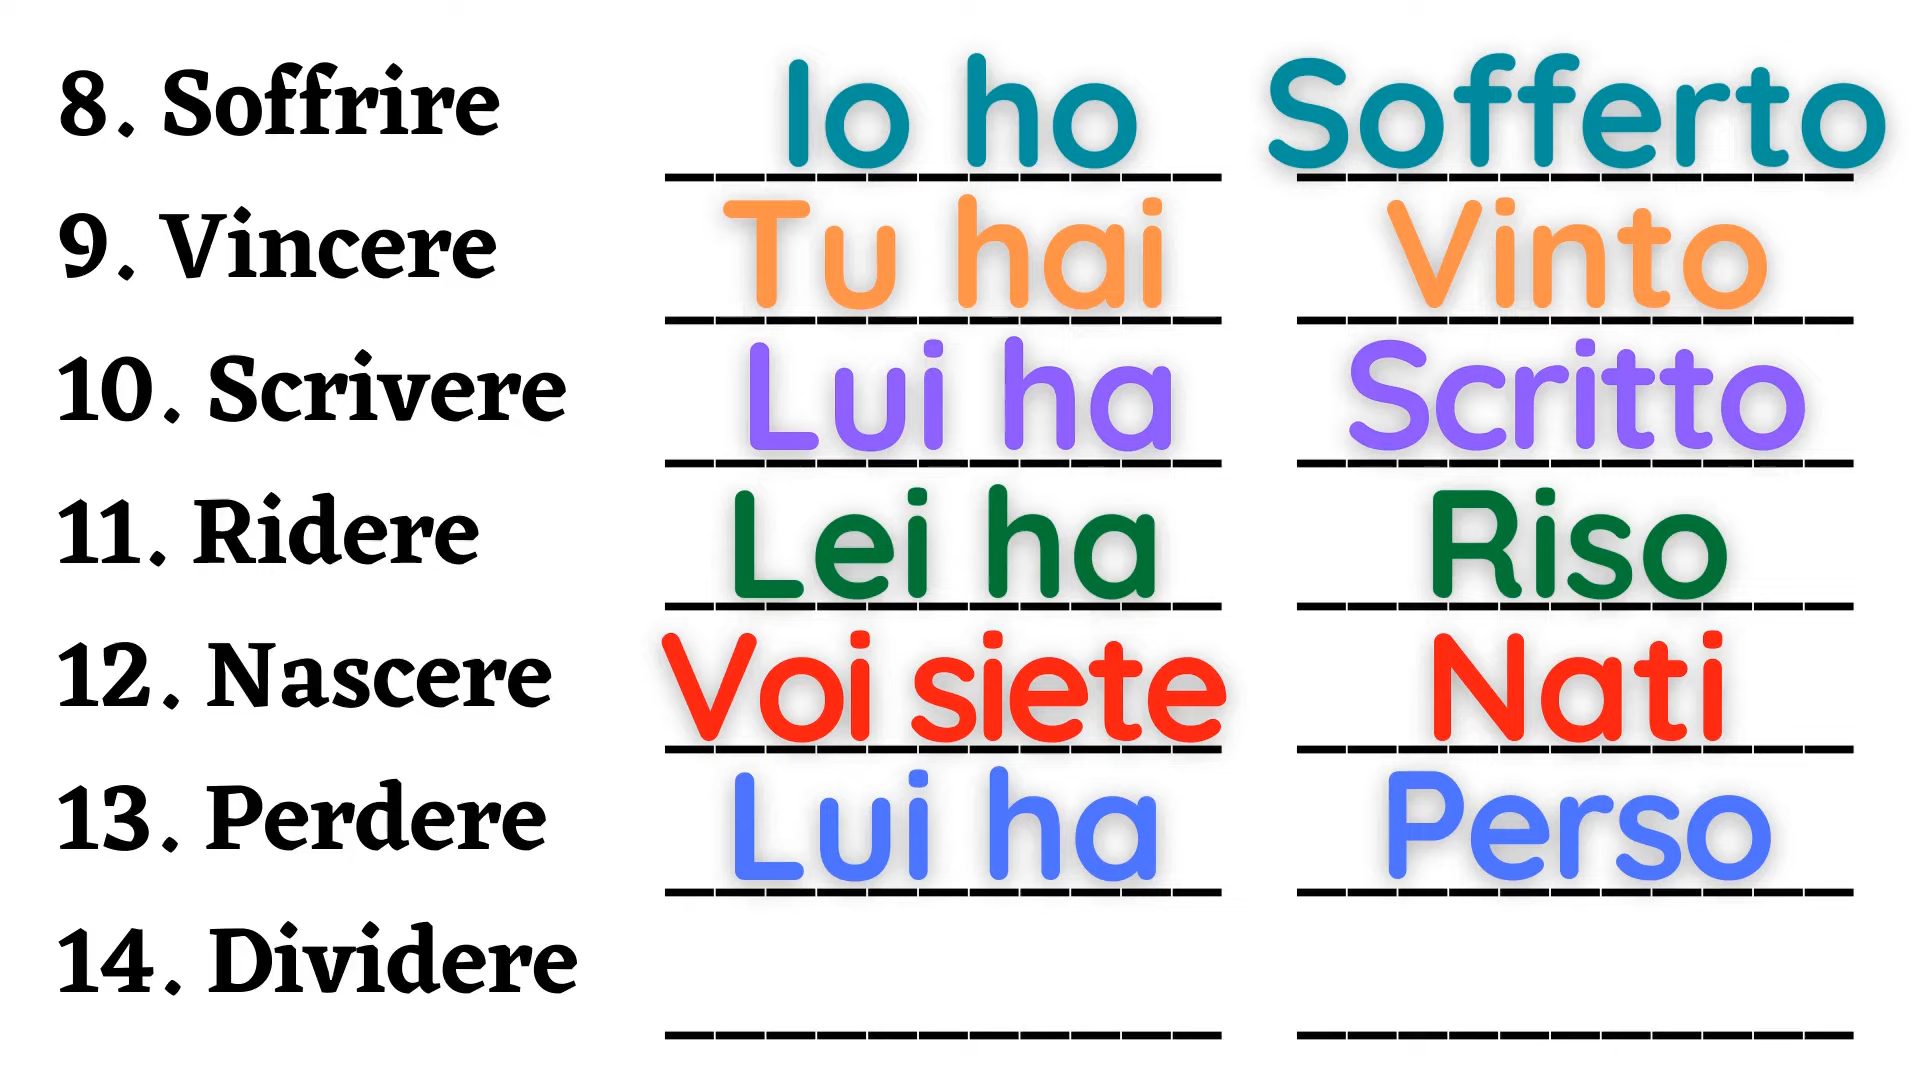 8. Soffrire Io ho Sofferto
9. Vincere Tu hai Vinto
10. Scrivere Lui ha Scritto
11. Ridere Lei ha Riso
12. Nascere Voi siete Nati
13. Perdere Lui ha Perso
14. Dividere